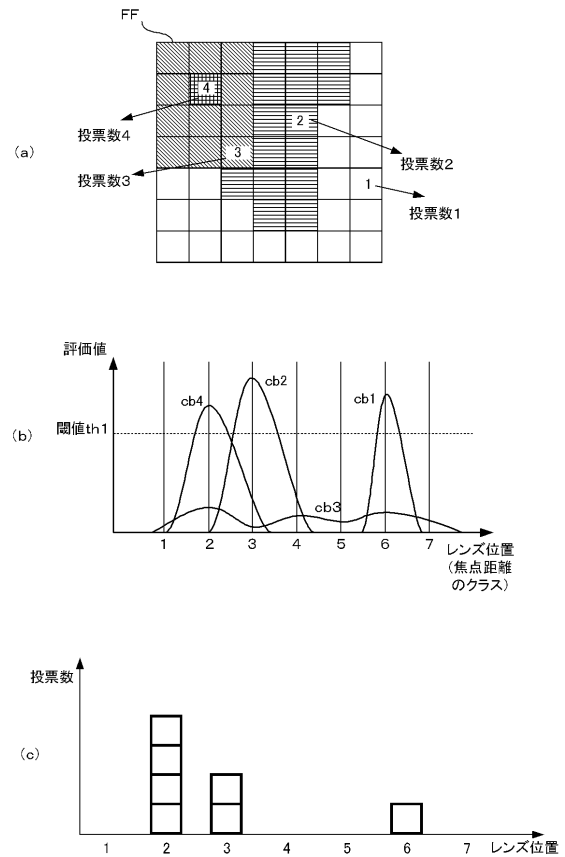 FF
(a)
4
2
3
1
投票数4
投票数3
投票数2
投票数1
(b)
評価値
閾値th1
cb4
cb2
cb1
cb3
1 2 3 4 5 6 7
レンズ位置
(焦点距離
のクラス)
(c)
投票数
1 2 3 4 5 6 7 レンズ位置